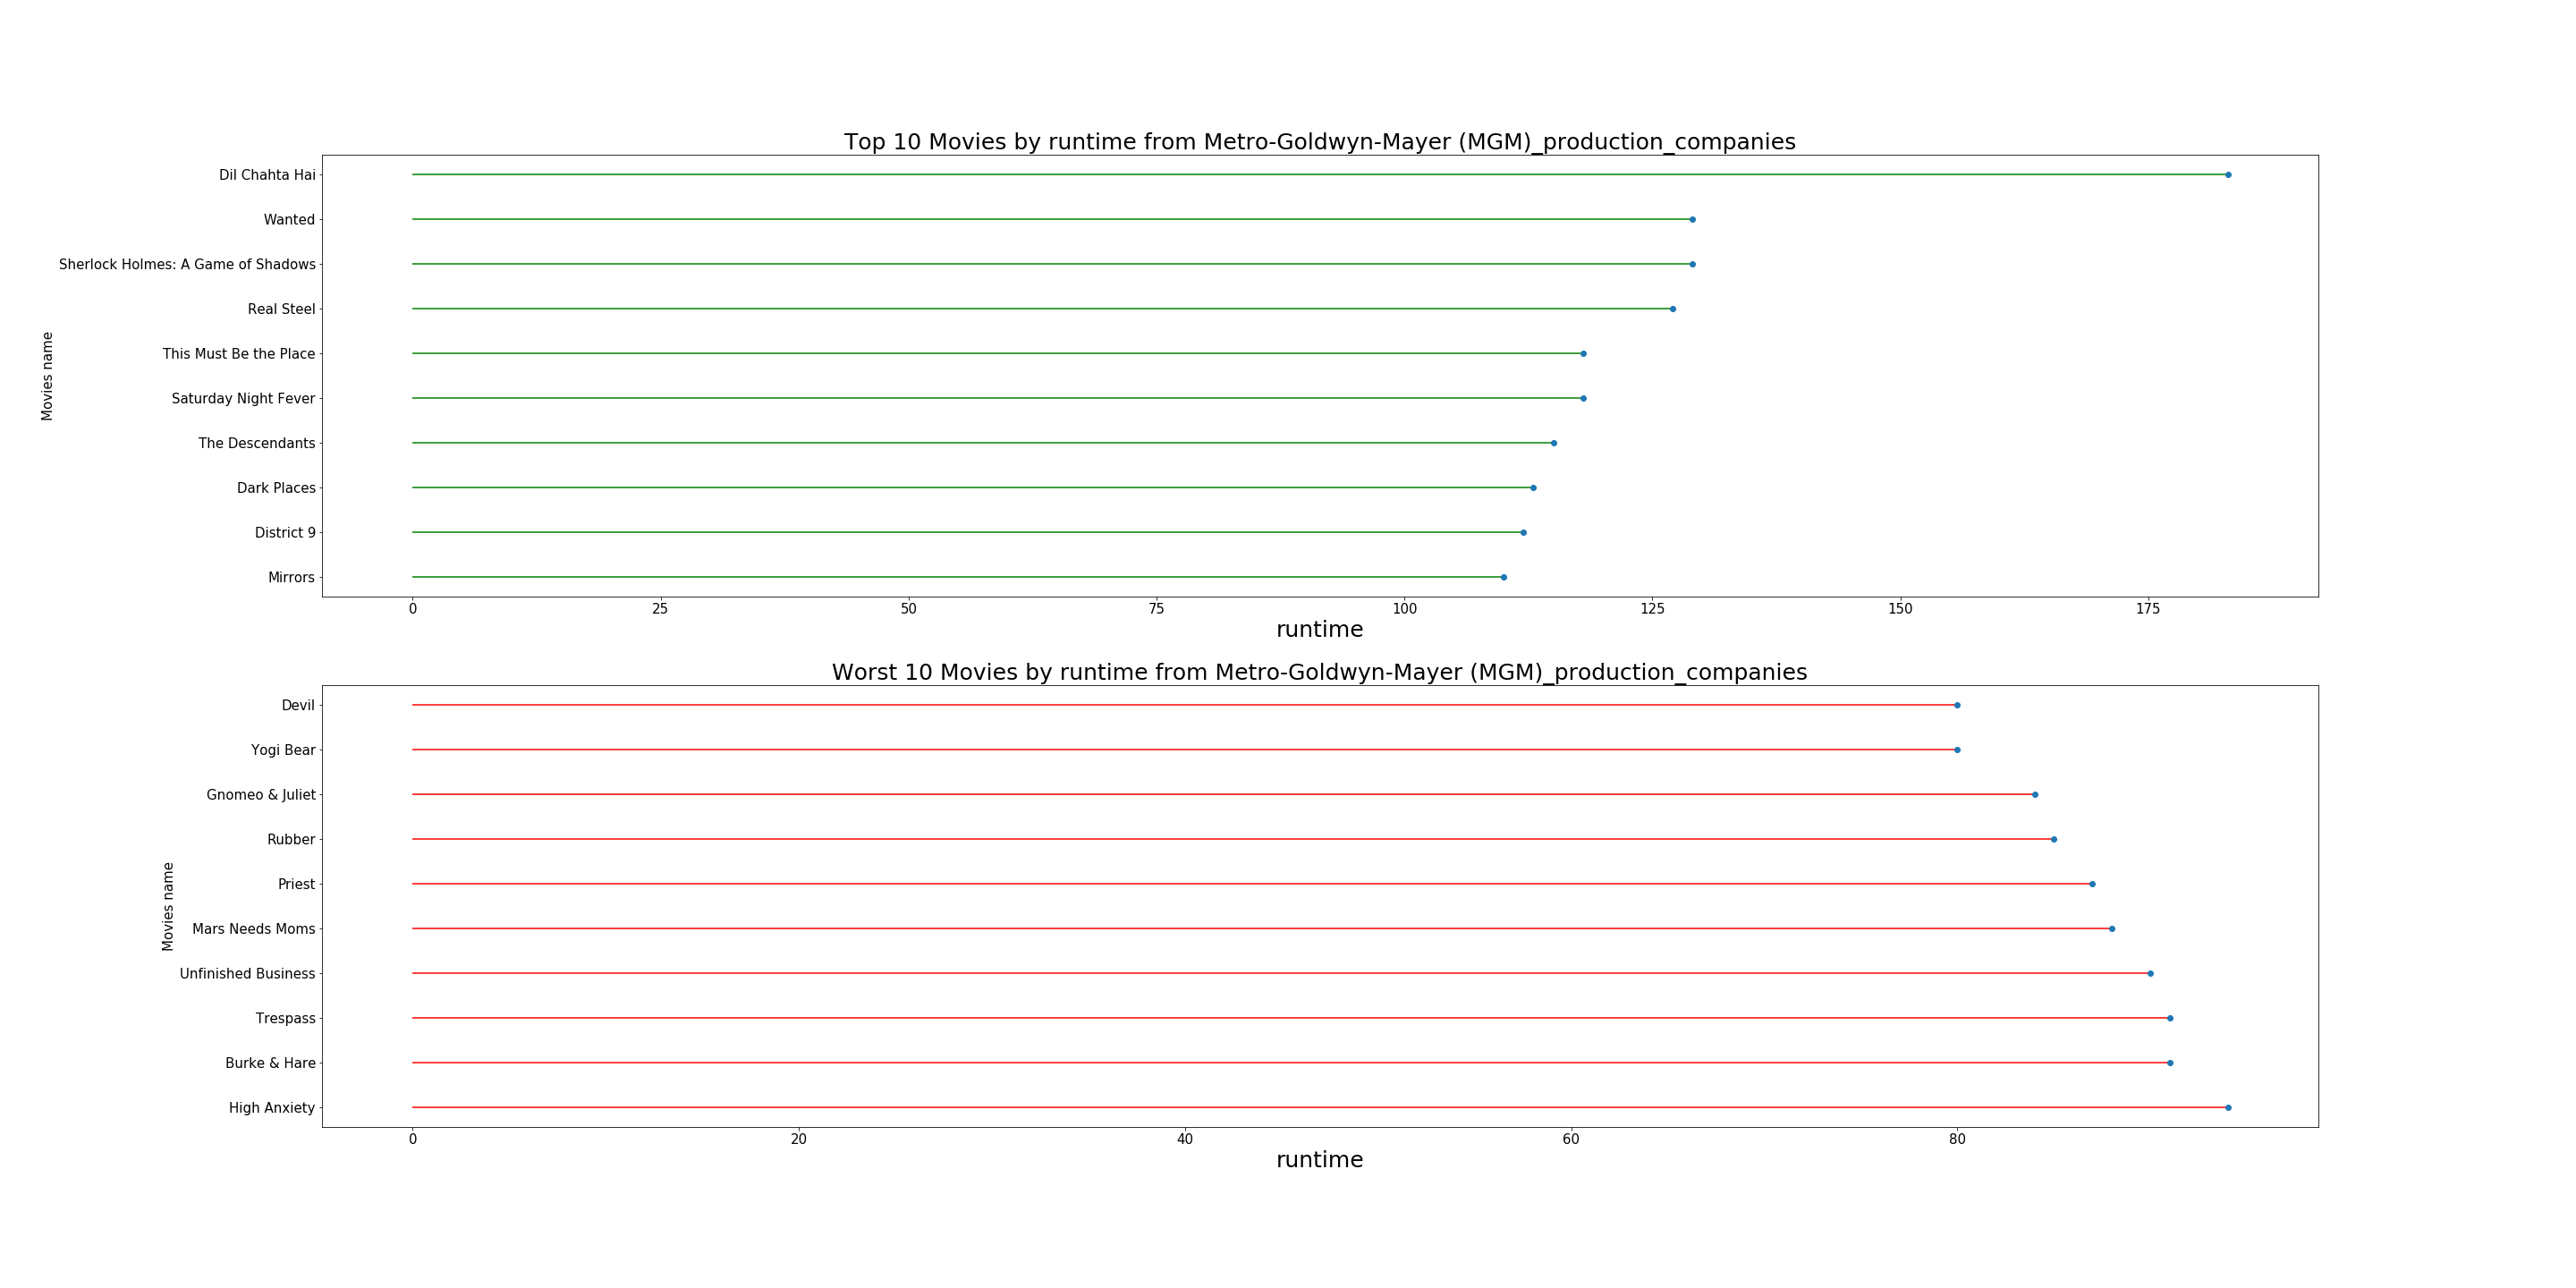 Top 10 Movies by runtime from Metro-Goldwyn-Mayer (MGM)_production_companies
Movies name
Dil Chahta Hai
Wanted
Sherlock Holmes: A Game of Shadows
Real Steel
This Must Be the Place
Saturday Night Fever
The Descendants
Dark Places
District 9
Mirrors
0 25 50 75 100 125 150 175
runtime
Worst 10 Movies by runtime from Metro-Goldwyn-Mayer (MGM)_production_companies
Movies name
Devil
Yogi Bear
Gnomeo & Juliet
Rubber
Priest
Mars Needs Moms
Unfinished Business
Trespass
Burke & Hare
High Anxiety
0 20 40 60 80
runtime